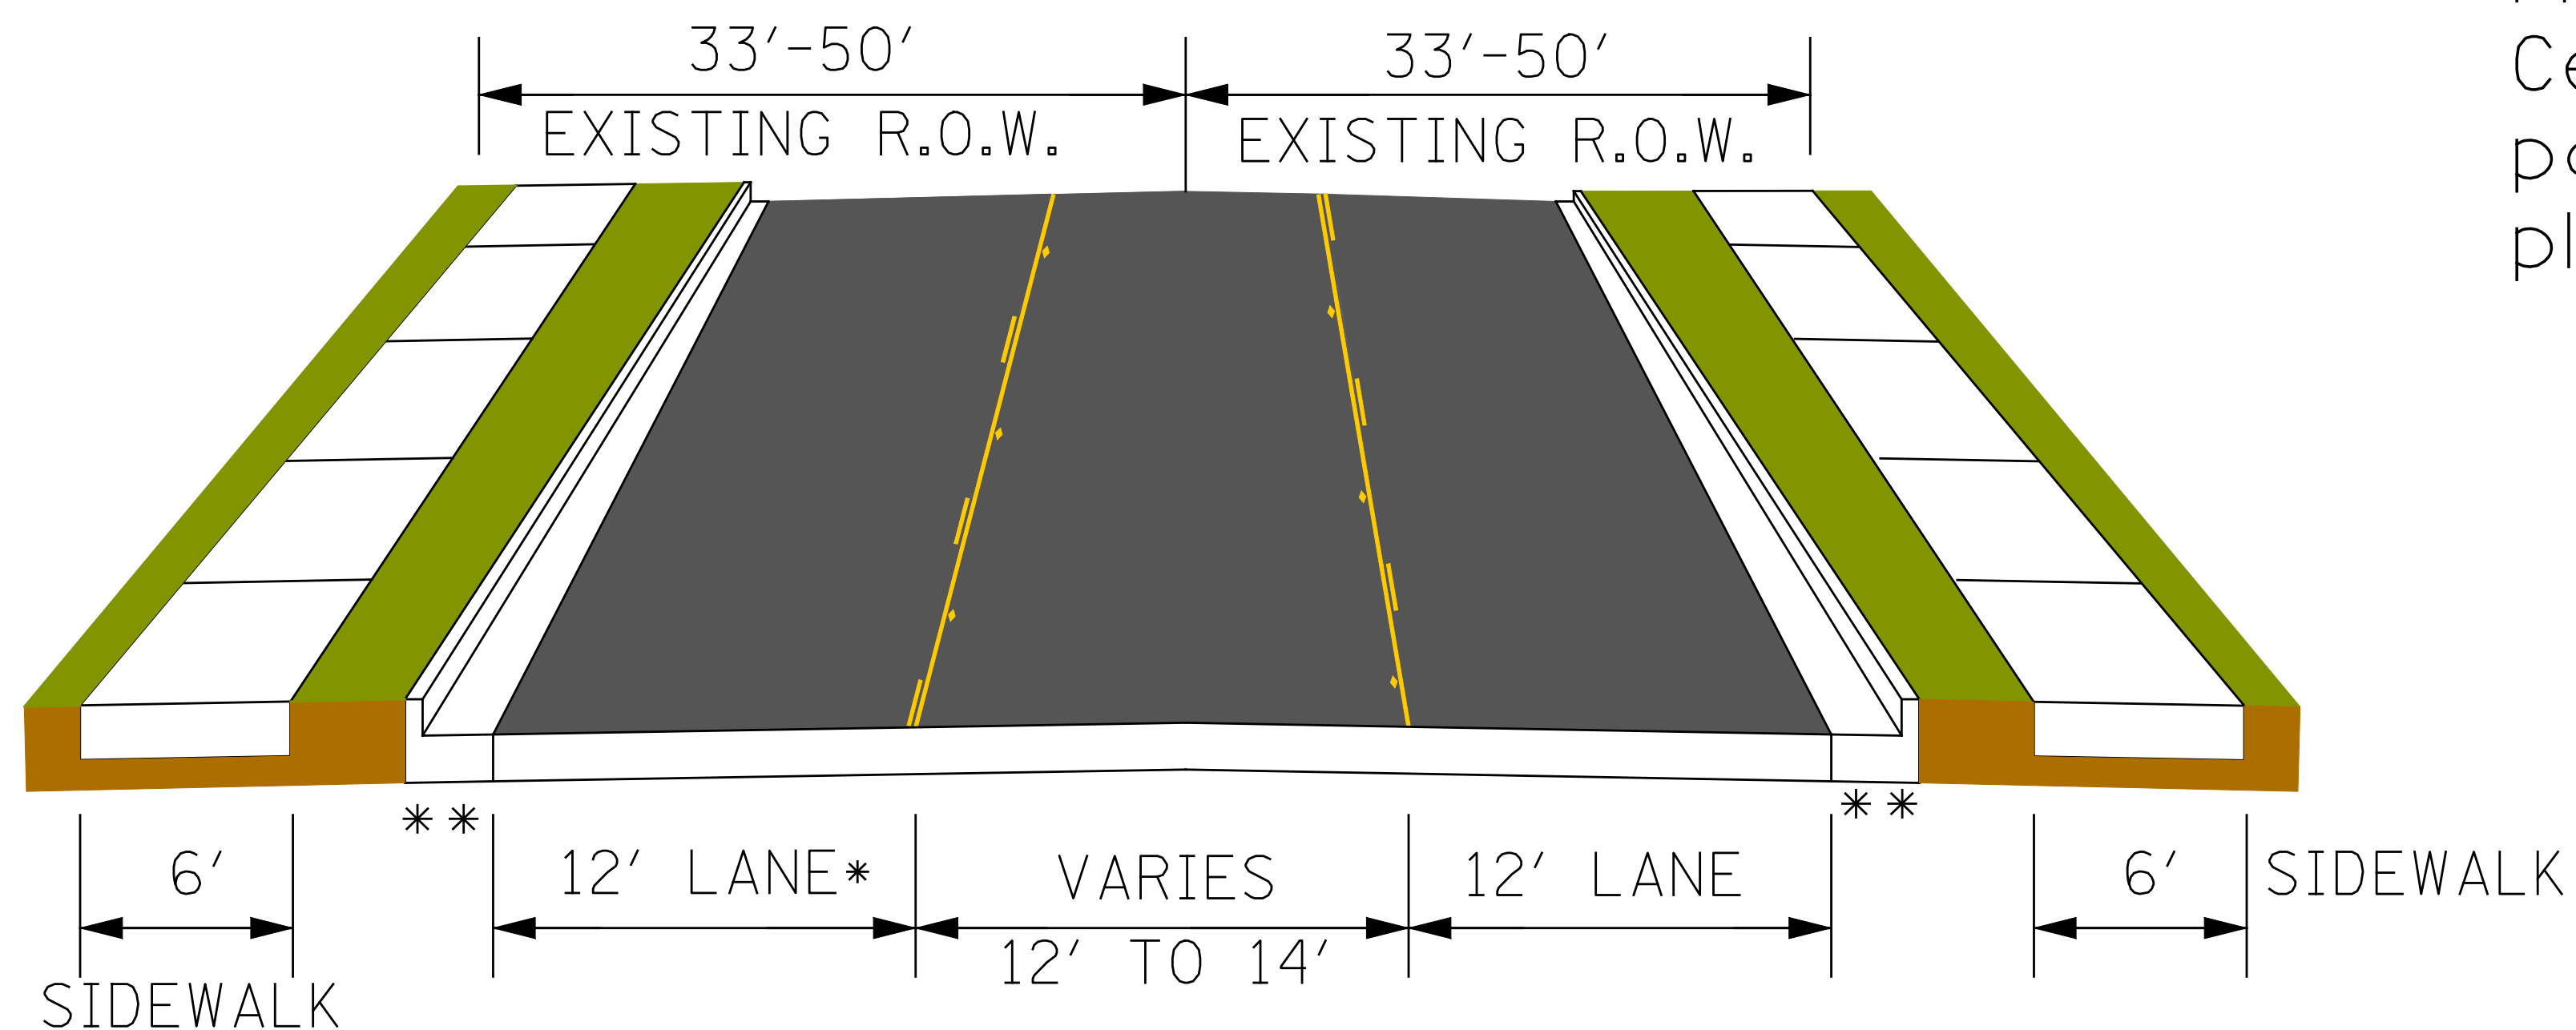 33'-50' 33'-50'
EXISTING R.O.W. EXISTING R.O.W.
** **
6' 12' LANE* VARIES 12' LANE 6' SIDEWALK
12' TO 14'
SIDEWALK